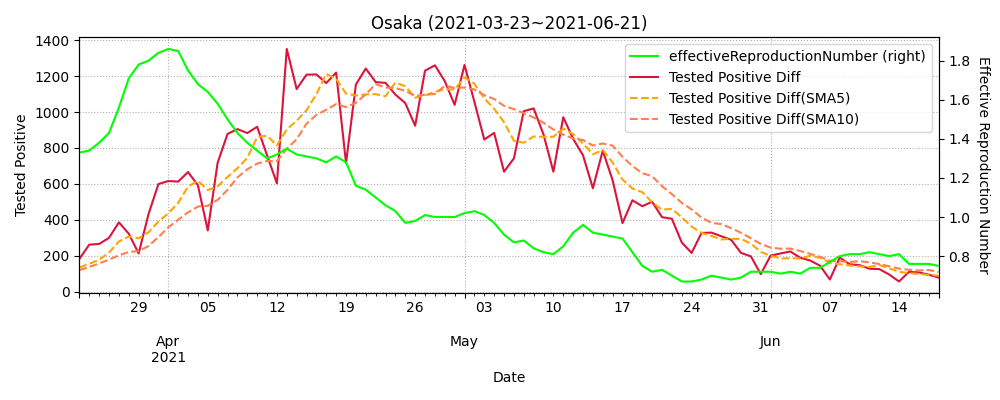 Osaka (2021-03-23~2021-06-21)
effectiveReproductionNumber (right)
Tested Positive Diff
Tested Positive Diff(SMA5)
Tested Positive Diff(SMA10)
Tested Positive
1400
1200
1000
800
600
400
200
0
1.8
1.6
1.4
1.2
1.0
0.8
Effective Reproduction Number
29 05 12 19 26 03 10 17 24 31 07 14
Apr May Jun
2021
Date